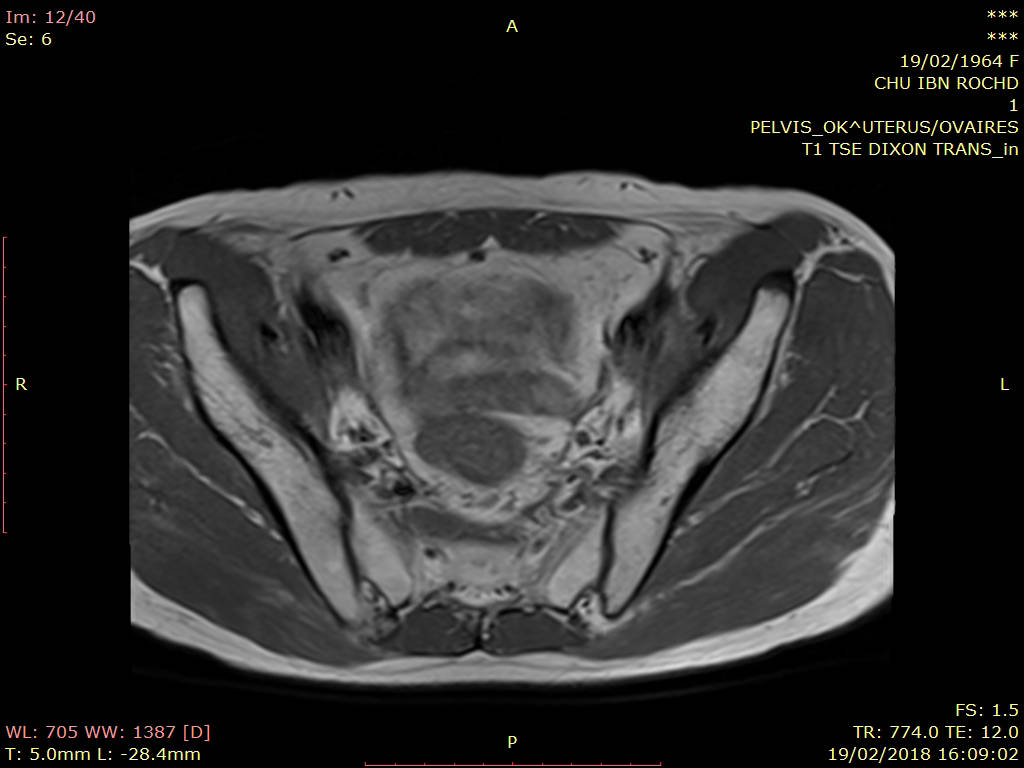 Im: 12/40
Se: 6
A
***
***
19/02/1964 F
CHU IBN ROCHD
1
PELVIS_OK^UTERUS/OVAIRES
T1 TSE DIXON TRANS_in
R
L
WL: 705 WW: 1387 [D]
T: 5.0mm L: -28.4mm
P
FS: 1.5
TR: 774.0 TE: 12.0
19/02/2018 16:09:02